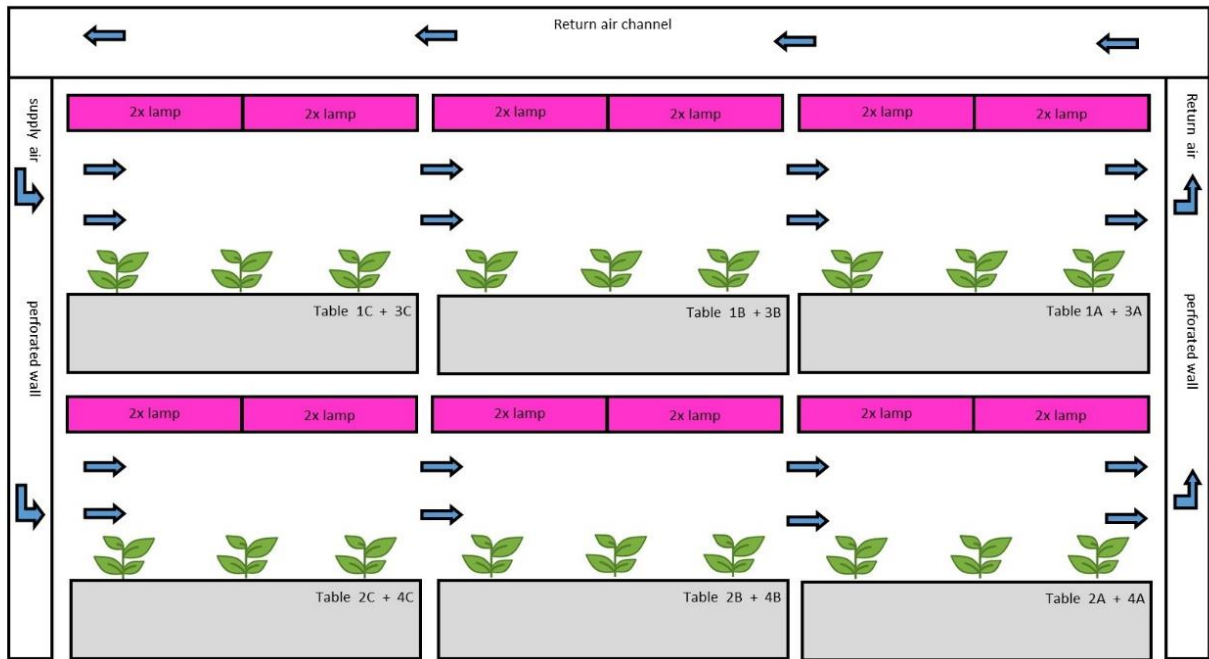 Return air channel
supply air
perforated wall
Return air
perforated wall
2x lamp
2x lamp
2x lamp
2x lamp
2x lamp
2x lamp
Table 1C + 3C
Table 1B + 3B
Table 1A + 3A
2x lamp
2x lamp
2x lamp
2x lamp
2x lamp
2x lamp
Table 2C + 4C
Table 2B + 4B
Table 2A + 4A